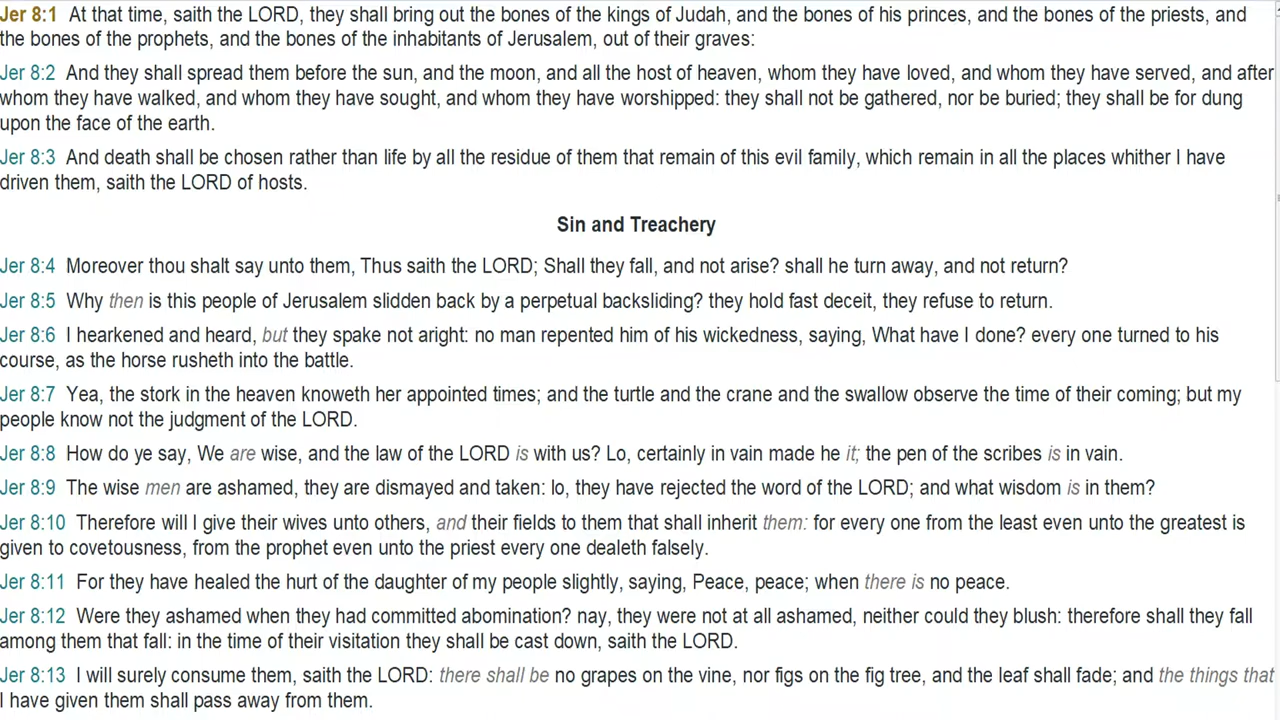 Jer 8:1 At that time, saith the LORD, they shall bring out the bones of the kings of Judah, and the bones of his princes, and the bones of the priests, and
the bones of the prophets, and the bones of the inhabitants of Jerusalem, out of their graves:
Jer 8:2 And they shall spread them before the sun, and the moon, and all the host of heaven, whom they have loved, and whom they have served, and after
whom they have walked, and whom they have sought, and whom they have worshipped: they shall not be gathered, nor be buried; they shall be for dung
upon the face of the earth.
Jer 8:3 And death shall be chosen rather than life by all the residue of them that remain of this evil family, which remain in all the places whither I have
driven them, saith the LORD of hosts.
Sin and Treachery
Jer 8:4 Moreover thou shalt say unto them, Thus saith the LORD; Shall they fall, and not arise? shall he turn away, and not return?
Jer 8:5 Why then is this people of Jerusalem slidden back by a perpetual backsliding? they hold fast deceit, they refuse to return.
Jer 8:6 I hearkened and heard, but they spake not aright: no man repented him of his wickedness, saying, What have I done? every one turned to his
course, as the horse rusheth into the battle.
Jer 8:7 Yea, the stork in the heaven knoweth her appointed times; and the turtle and the crane and the swallow observe the time of their coming; but my
people know not the judgment of the LORD.
Jer 8:8 How do ye say, We are wise, and the law of the LORD is with us? Lo, certainly in vain made he it; the pen of the scribes is in vain.
Jer 8:9 The wise men are ashamed, they are dismayed and taken: lo, they have rejected the word of the LORD; and what wisdom is in them?
Jer 8:10 Therefore will I give their wives unto others, and their fields to them that shall inherit them: for every one from the least even unto the greatest is
given to covetousness, from the prophet even unto the priest every one dealeth falsely.
Jer 8:11 For they have healed the hurt of the daughter of my people slightly, saying, Peace, peace; when there is no peace.
Jer 8:12 Were they ashamed when they had committed abomination? nay, they were not at all ashamed, neither could they blush: therefore shall they fall
among them that fall: in the time of their visitation they shall be cast down, saith the LORD.
Jer 8:13 I will surely consume them, saith the LORD: there shall be no grapes on the vine, nor figs on the fig tree, and the leaf shall fade; and the things that
I have given them shall pass away from them.